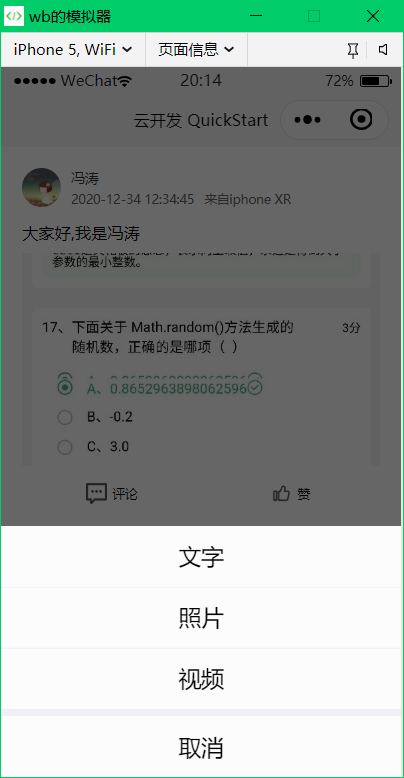 wb的模拟器
iPhone 5, WiFi 页面信息
WeChat 20:14 72%
云开发 QuickStart
冯涛
2020-12-34 12:34:45 来自iphone XR
大家好,我是冯涛
参数的最小整数。
17、下面关于 Math.random()方法生成的 3分
随机数，正确的是哪项（ ）
A、0.8652963898062596
B、-0.2
C、3.0
评论 赞
文字
照片
视频
取消